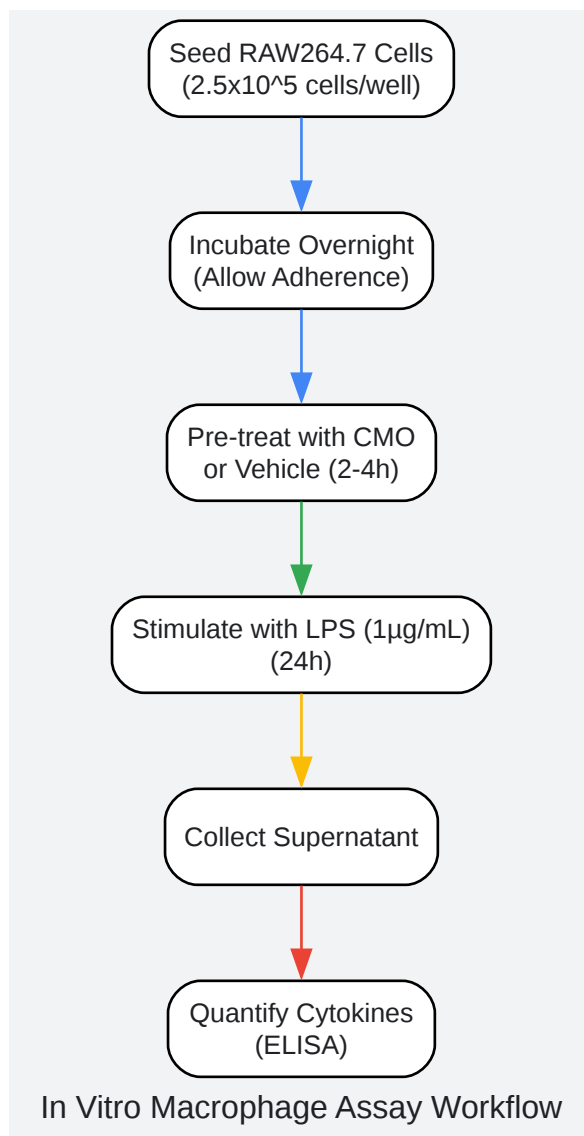 Seed RAW264.7 Cells
(2.5x10^5 cells/well)
Incubate Overnight
(Allow Adherence)
Pre-treat with CMO
or Vehicle (2-4h)
Stimulate with LPS (1µg/mL)
(24h)
Collect Supernatant
Quantify Cytokines
(ELISA)
In Vitro Macrophage Assay Workflow